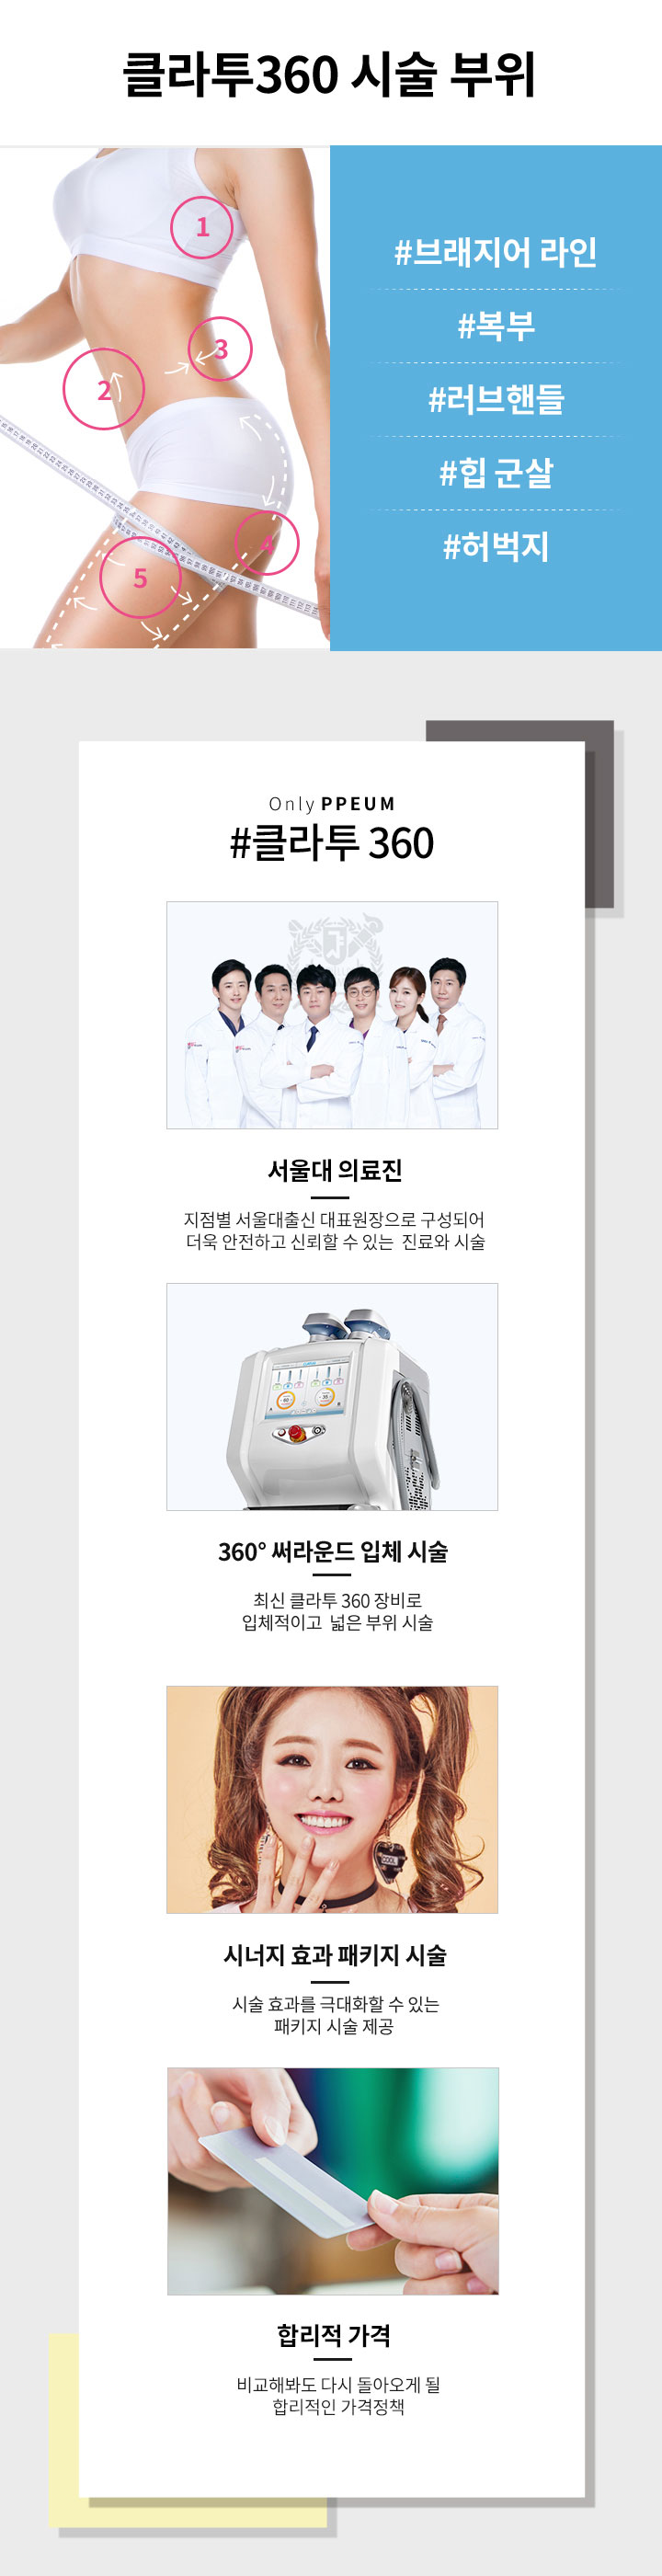 클라투360 시술 부위
1
3
2
4
5
#브래지어 라인
#복부
#러브핸들
#힙 군살
#허벅지
Only PPEUM
#클라투 360
서울대 의료진
지점별 서울대출신 대표원장으로 구성되어
더욱 안전하고 신뢰할 수 있는 진료와 시술
360° 써라운드 입체 시술
최신 클라투 360 장비로
입체적이고 넓은 부위 시술
COOL
시너지 효과 패키지 시술
시술 효과를 극대화할 수 있는
패키지 시술 제공
합리적 가격
비교해봐도 다시 돌아오게 될
합리적인 가격정책